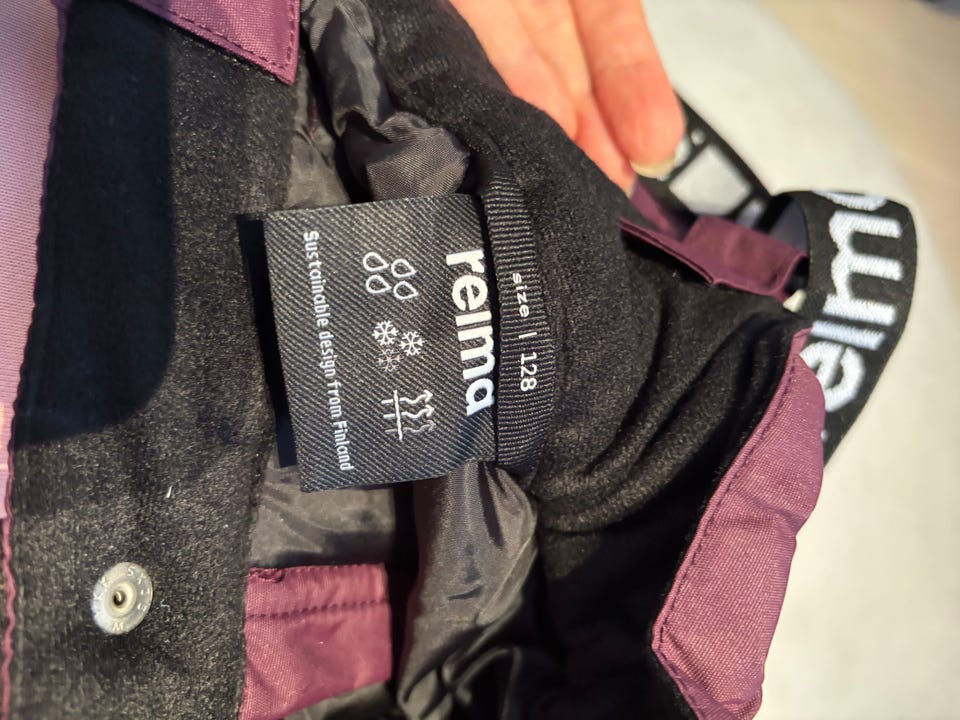 size | 128
reima
Sustainable design from Finland
reima